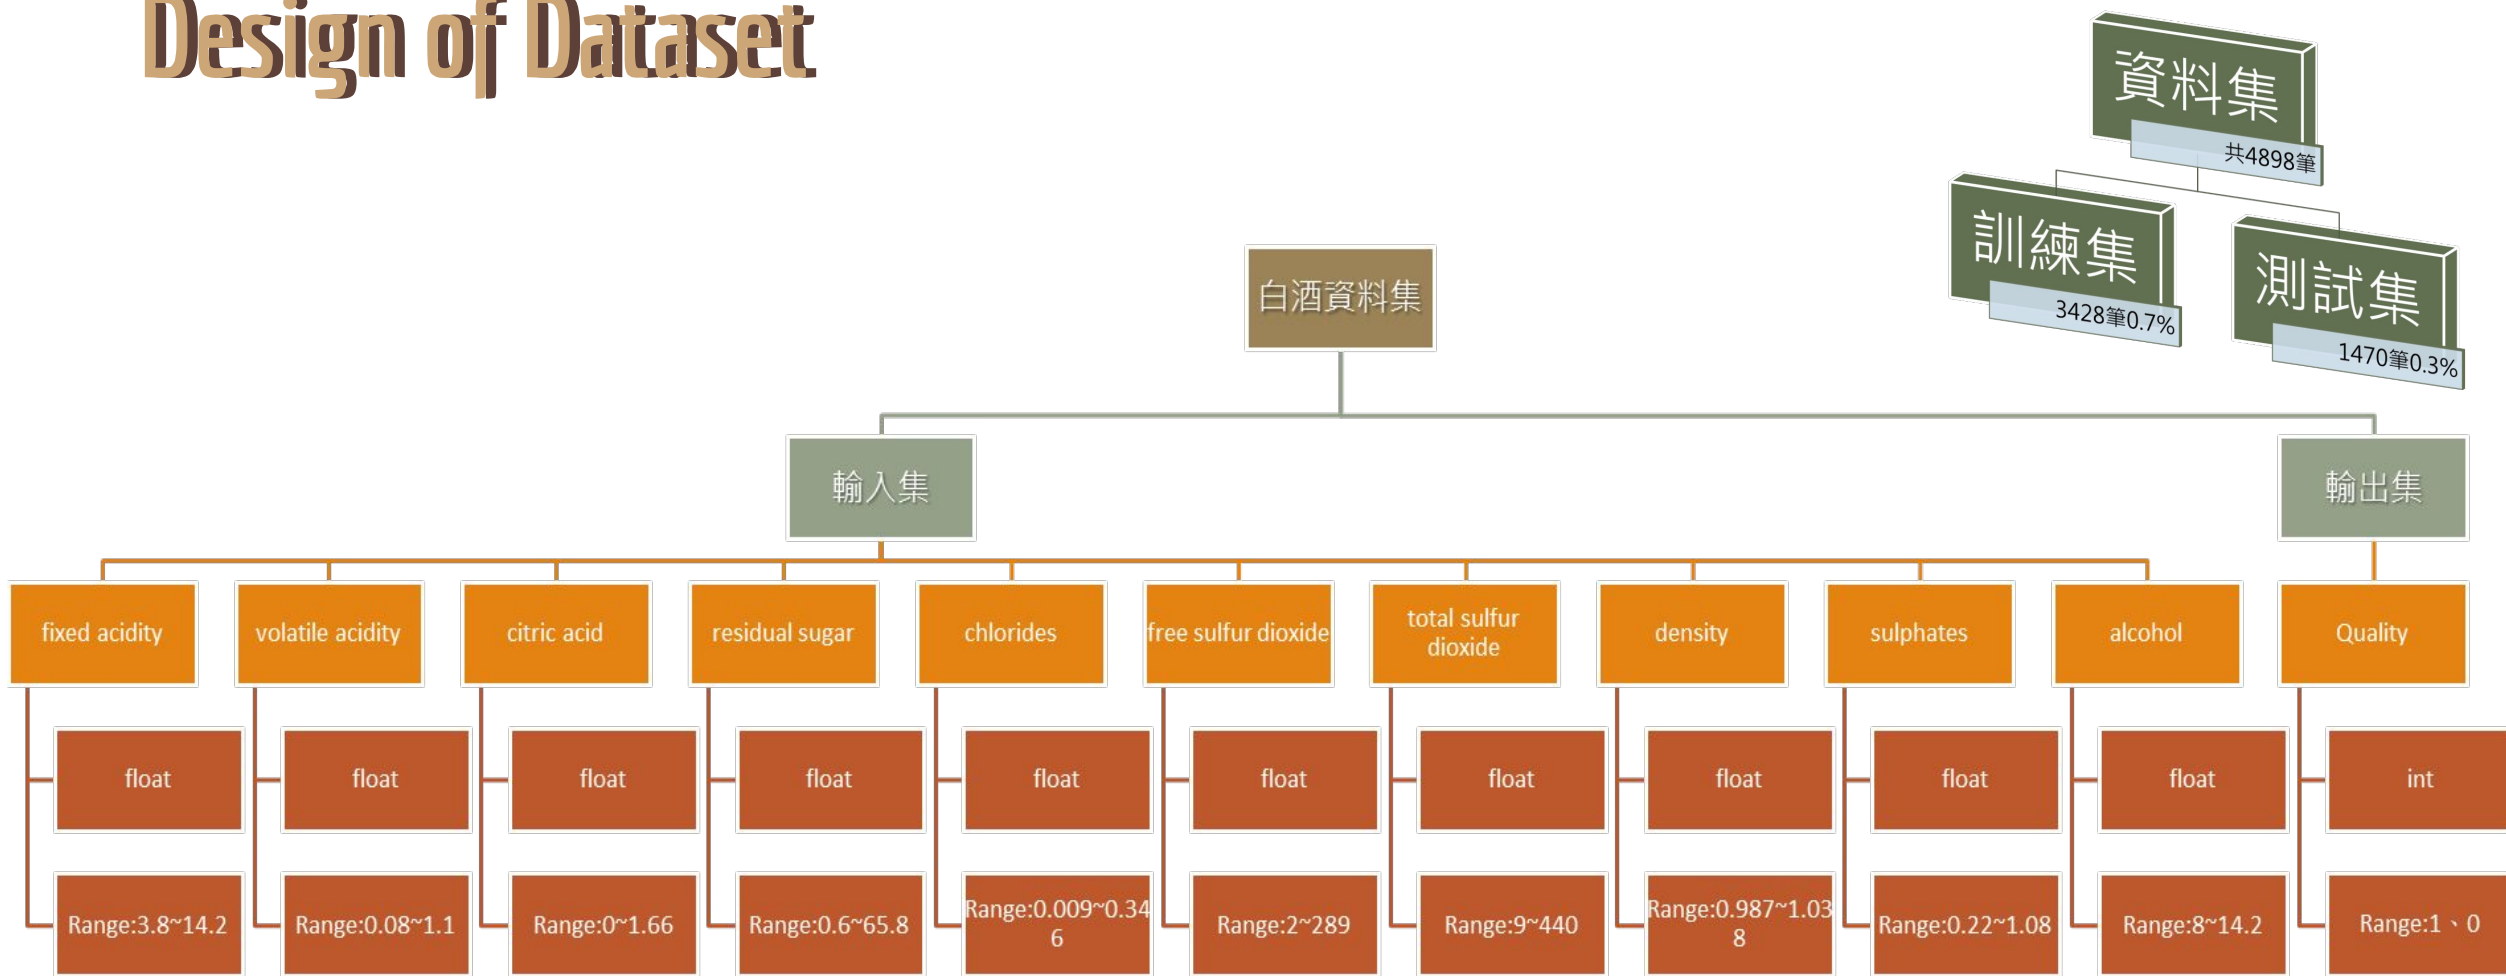 Design of Dataset
資料集
共4898筆
訓練集
3428筆0.7%
測試集
1470筆0.3%
白酒資料集
輸入集
輸出集
fixed acidity
volatile acidity
citric acid
residual sugar
chlorides
free sulfur dioxide
total sulfur
dioxide
density
sulphates
alcohol
Quality
float
float
float
float
float
float
float
float
float
float
int
Range:3.8~14.2
Range:0.08~1.1
Range:0~1.66
Range:0.6~65.8
Range:0.009~0.34
6
Range:2~289
Range:9~440
Range:0.987~1.03
8
Range:0.22~1.08
Range:8~14.2
Range:1、0